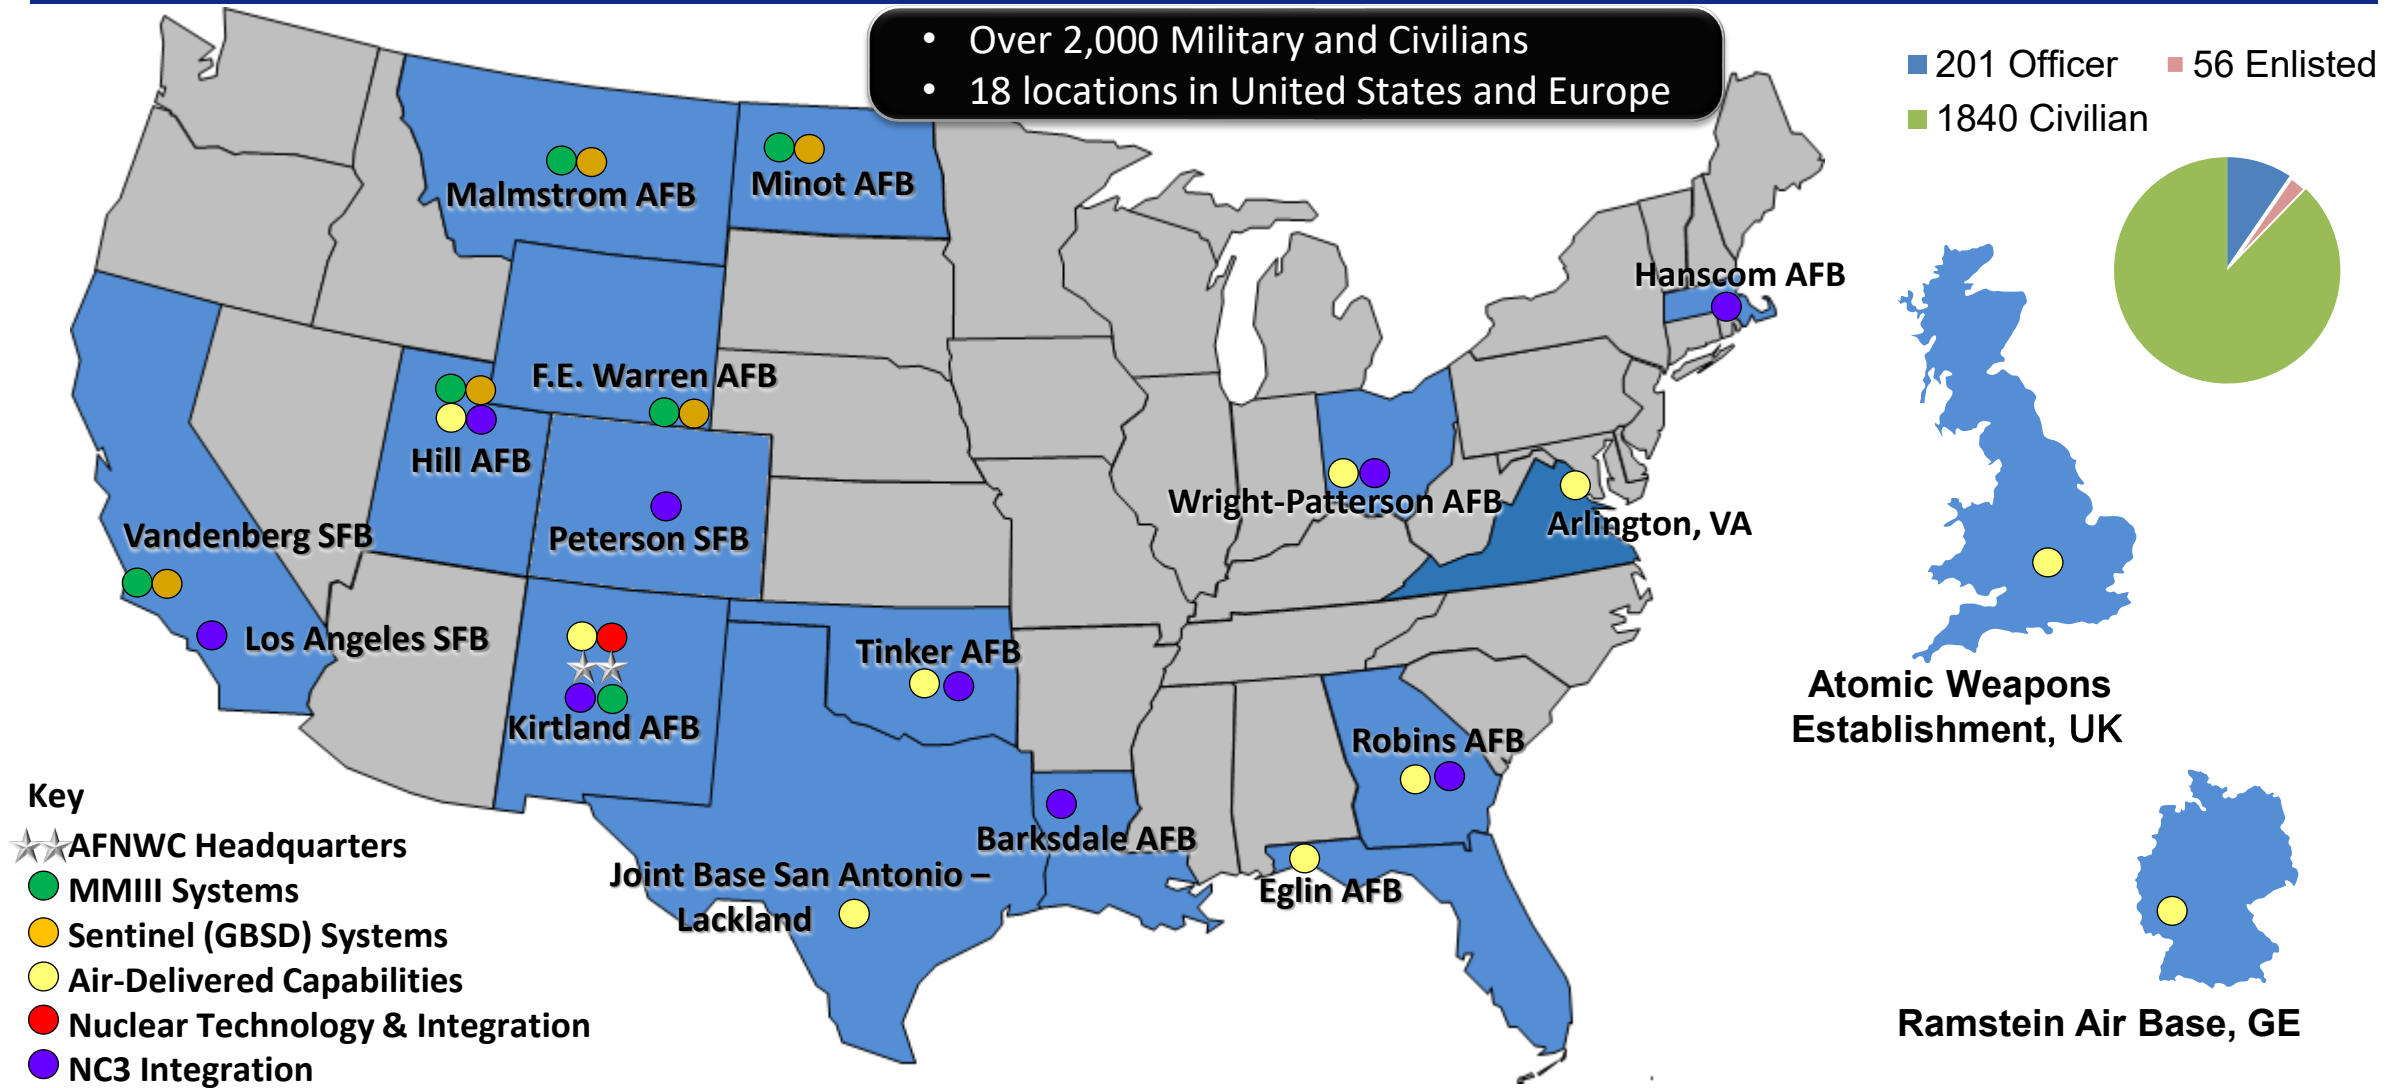 • Over 2,000 Military and Civilians
• 18 locations in United States and Europe
201 Officer
56 Enlisted
1840 Civilian
Malmstrom AFB
Minot AFB
Hanscom AFB
F.E. Warren AFB
Hill AFB
Wright-Patterson AFB
Arlington, VA
Vandenberg SFB
Peterson SFB
Los Angeles SFB
Tinker AFB
Kirtland AFB
Robins AFB
Barksdale AFB
Joint Base San Antonio –
Lackland
Eglin AFB
Atomic Weapons
Establishment, UK
Ramstein Air Base, GE
Key
AFNWC Headquarters
MMIII Systems
Sentinel (GBSD) Systems
Air-Delivered Capabilities
Nuclear Technology & Integration
NC3 Integration